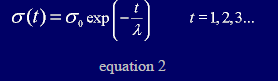 σ(t) = σ₀ exp(−t/λ)    t = 1, 2, 3...
equation 2